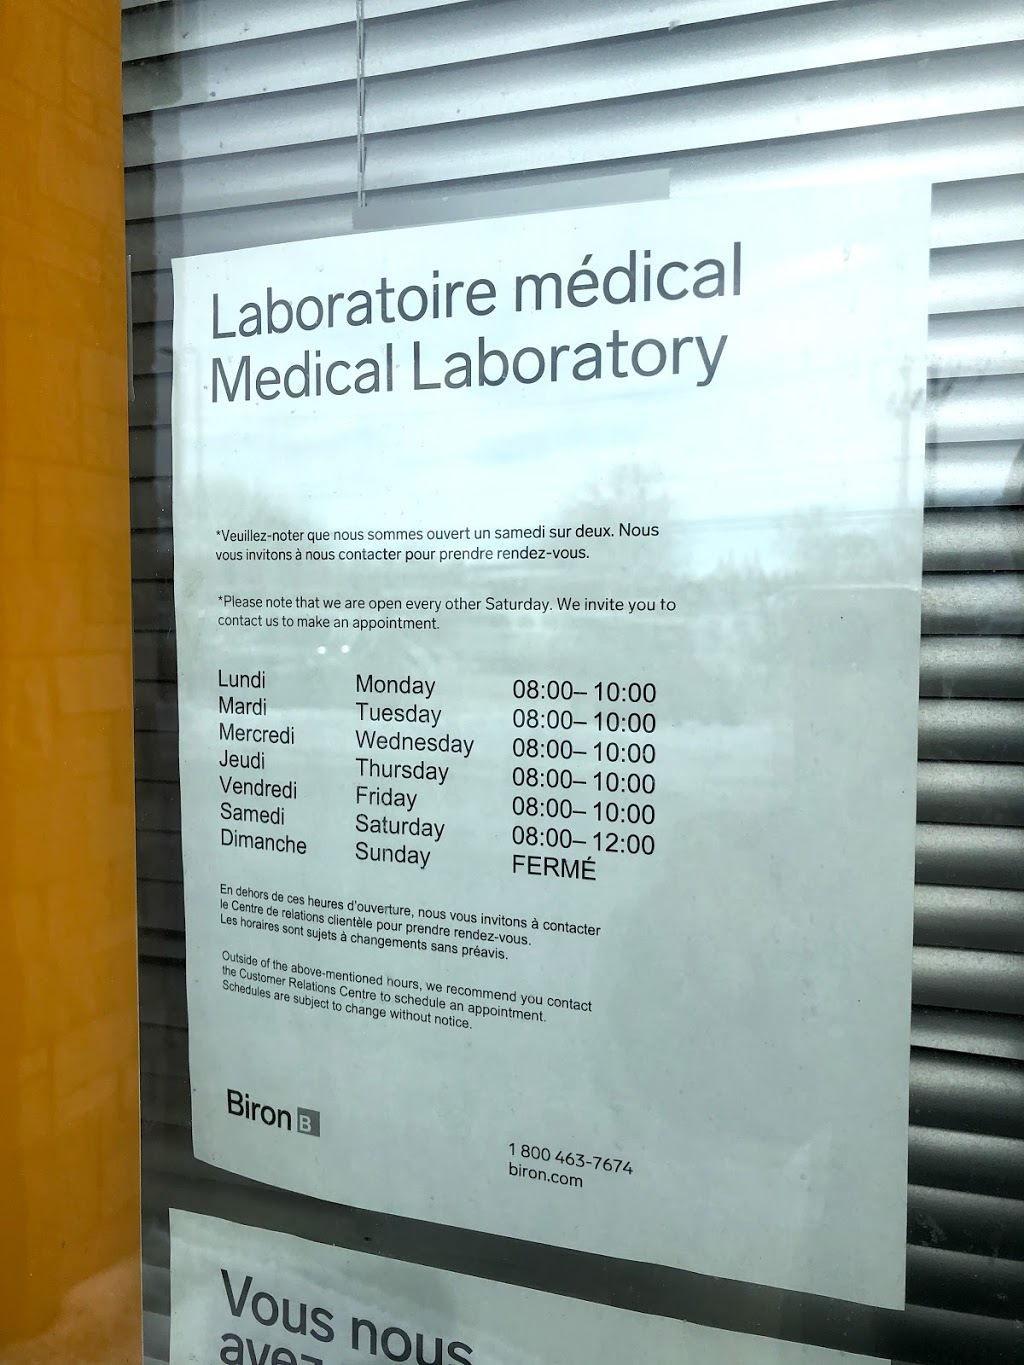 Laboratoire médical
Medical Laboratory
*Veuillez-noter que nous sommes ouvert un samedi sur deux. Nous
vous invitons à nous contacter pour prendre rendez-vous.
*Please note that we are open every other Saturday. We invite you to
contact us to make an appointment.
Lundi Monday 08:00– 10:00
Mardi Tuesday 08:00– 10:00
Mercredi Wednesday 08:00– 10:00
Jeudi Thursday 08:00– 10:00
Vendredi Friday 08:00– 10:00
Samedi Saturday 08:00– 12:00
Dimanche Sunday FERMÉ
En dehors de ces heures d'ouverture, nous vous invitons à contacter
le Centre de relations clientèle pour prendre rendez-vous.
Les horaires sont sujets à changements sans préavis.
Outside of the above-mentioned hours, we recommend you contact
the Customer Relations Centre to schedule an appointment.
Schedules are subject to change without notice.
Biron B
1 800 463-7674
biron.com
Vous nous
avez